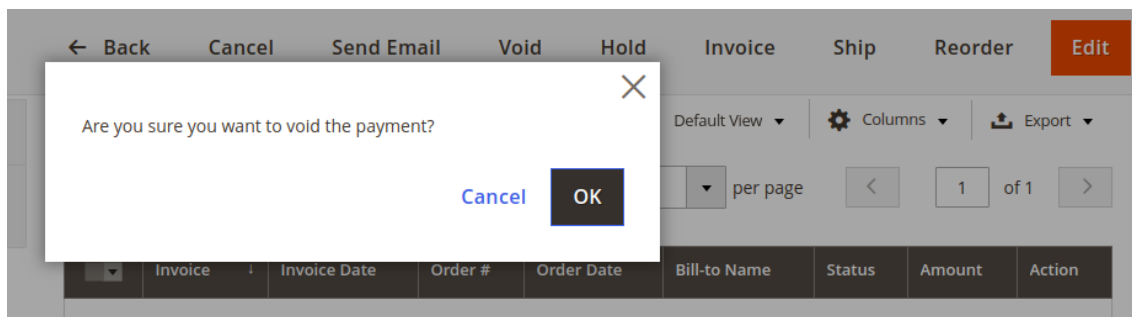 ← Back Cancel Send Email Void Hold Invoice Ship Reorder Edit
Are you sure you want to void the payment?
Default View Columns Export
Cancel OK
per page 1 of 1
Invoice ↓ Invoice Date Order # Order Date Bill-to Name Status Amount Action